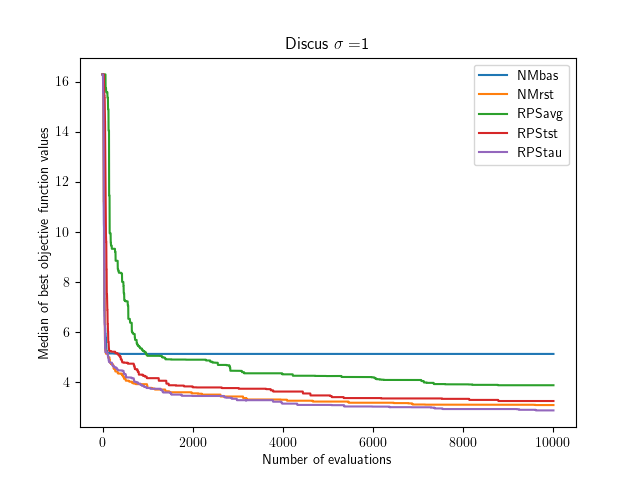 Discus σ =1
NMbas
NMrst
RPSavg
RPStst
RPStau
Median of best objective function values
16
14
12
10
8
6
4
0 2000 4000 6000 8000 10000
Number of evaluations